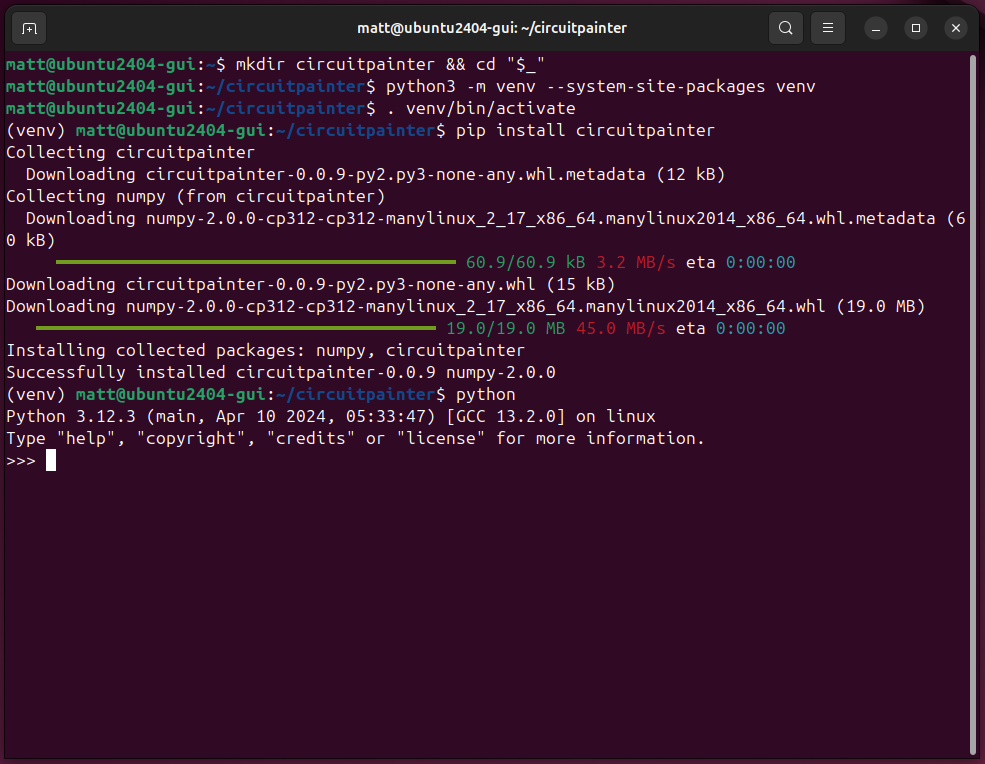 matt@ubuntu2404-gui: ~/circuitpainter
matt@ubuntu2404-gui:~$ mkdir circuitpainter && cd "$_"
matt@ubuntu2404-gui:~/circuitpainter$ python3 -m venv --system-site-packages venv
matt@ubuntu2404-gui:~/circuitpainter$ . venv/bin/activate
(venv) matt@ubuntu2404-gui:~/circuitpainter$ pip install circuitpainter
Collecting circuitpainter
  Downloading circuitpainter-0.0.9-py2.py3-none-any.whl.metadata (12 kB)
Collecting numpy (from circuitpainter)
  Downloading numpy-2.0.0-cp312-cp312-manylinux_2_17_x86_64.manylinux2014_x86_64.whl.metadata (6
0 kB)
60.9/60.9 kB 3.2 MB/s eta 0:00:00
Downloading circuitpainter-0.0.9-py2.py3-none-any.whl (15 kB)
Downloading numpy-2.0.0-cp312-cp312-manylinux_2_17_x86_64.manylinux2014_x86_64.whl (19.0 MB)
19.0/19.0 MB 45.0 MB/s eta 0:00:00
Installing collected packages: numpy, circuitpainter
Successfully installed circuitpainter-0.0.9 numpy-2.0.0
(venv) matt@ubuntu2404-gui:~/circuitpainter$ python
Python 3.12.3 (main, Apr 10 2024, 05:33:47) [GCC 13.2.0] on linux
Type "help", "copyright", "credits" or "license" for more information.
>>>